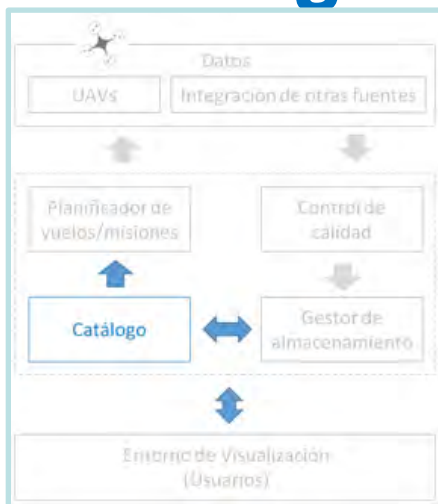 Datos
UAVs
Integración de otras fuentes
Planificador de
vuelos/misiones
Control de
calidad
Catálogo
Gestor de
almacenamiento
Entorno de Visualización
(Usuarios)